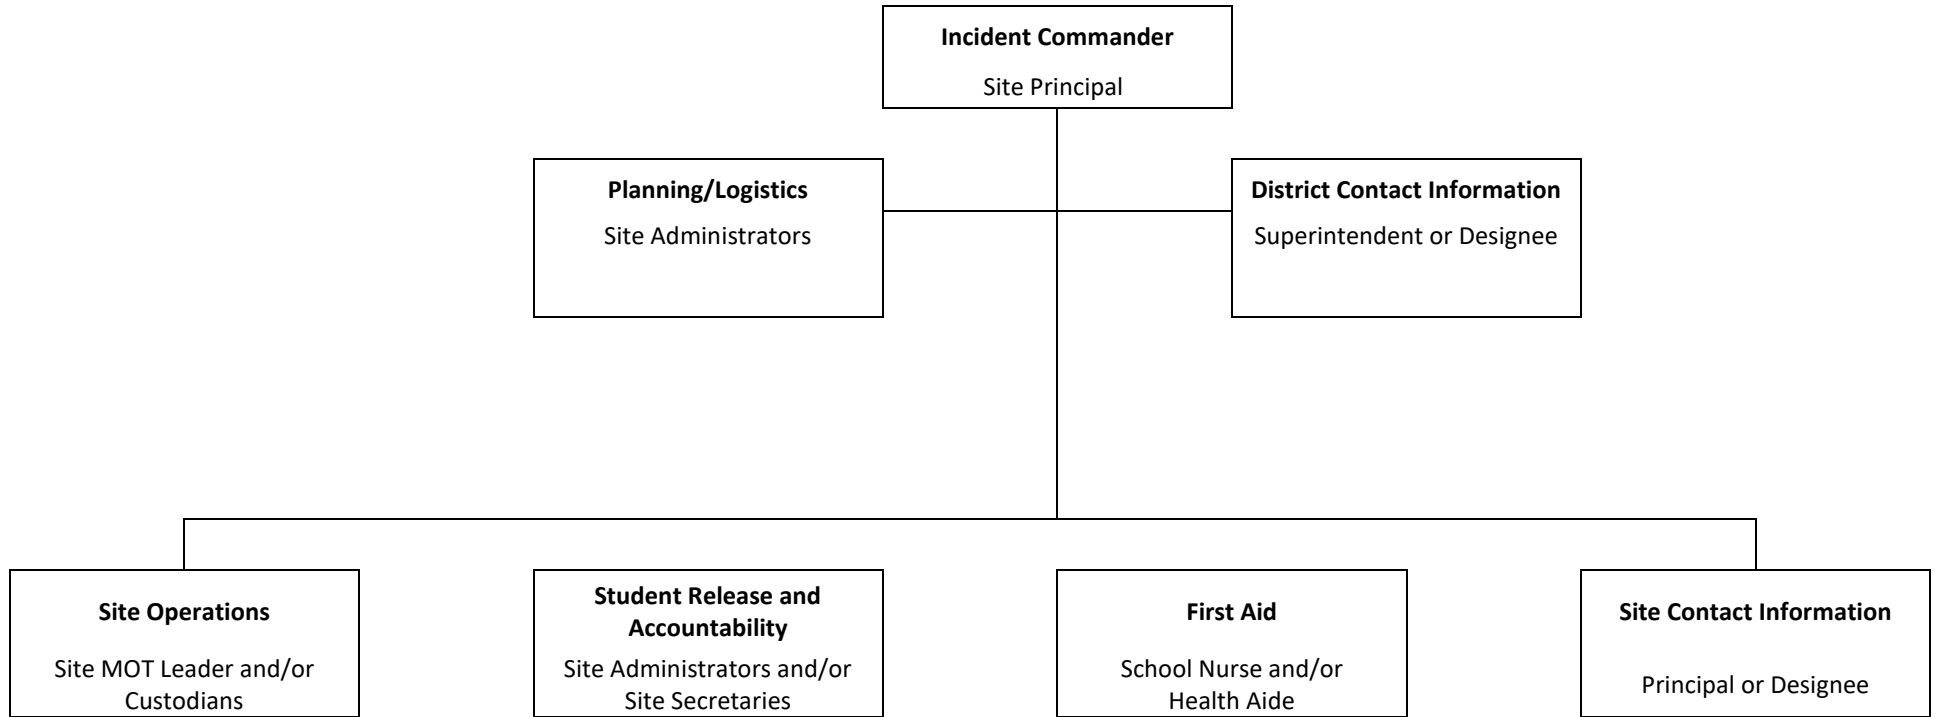 Incident Commander
Site Principal
Planning/Logistics
Site Administrators
District Contact Information
Superintendent or Designee
Site Operations
Site MOT Leader and/or
Custodians
Student Release and
Accountability
Site Administrators and/or
Site Secretaries
First Aid
School Nurse and/or
Health Aide
Site Contact Information
Principal or Designee